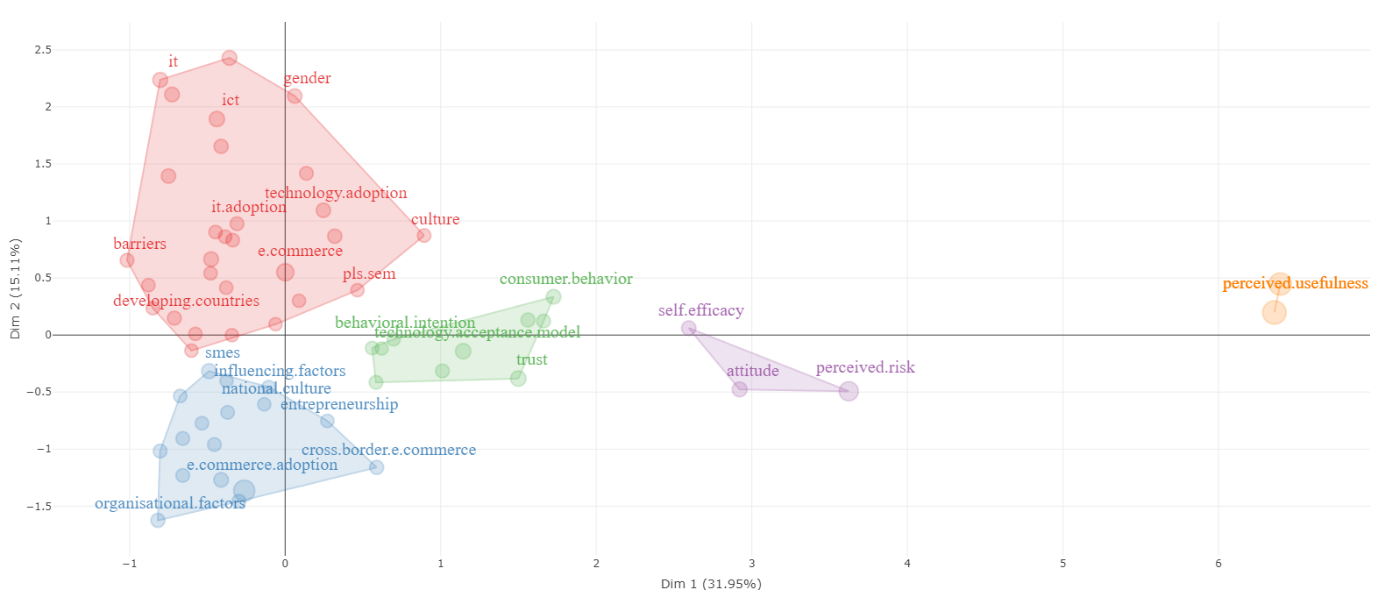 2.5
2
1.5
1
0.5
0
−0.5
−1
−1.5
Dim 2 (15.11%)
it
gender
ict
technology.adoption
it.adoption
culture
barriers
e.commerce
pls.sem
developing.countries
consumer.behavior
perceived.usefulness
behavioral.intention
technology.acceptance.model
self.efficacy
trust
attitude
perceived.risk
smes
influencing.factors
national.culture
entrepreneurship
cross.border.e.commerce
e.commerce.adoption
organisational.factors
−1 0 1 2 3 4 5 6
Dim 1 (31.95%)